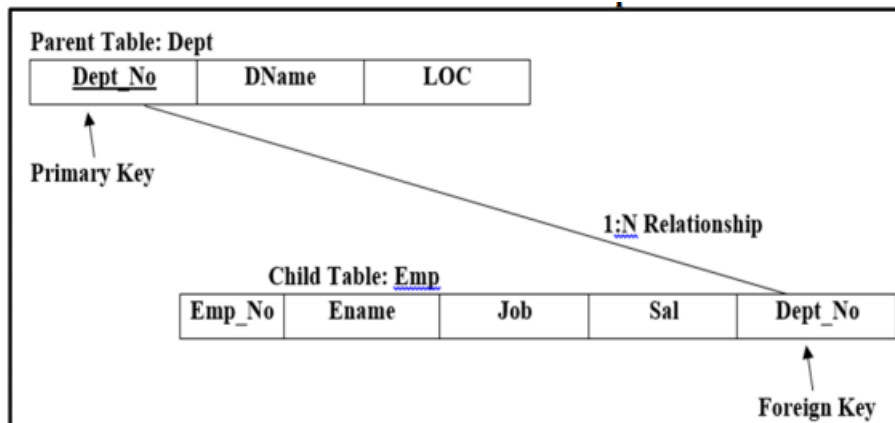 Parent Table: Dept
Dept_No DName LOC
Primary Key
1:N Relationship
Child Table: Emp
Emp_No Ename Job Sal Dept_No
Foreign Key